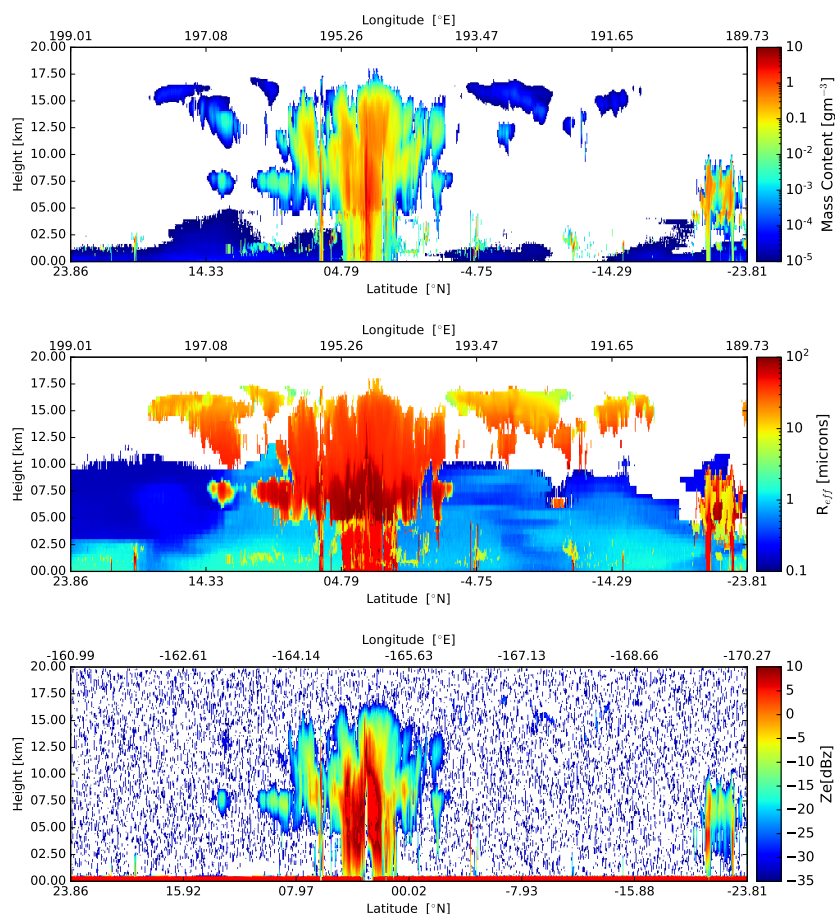 Longitude [°E]
199.01 197.08 195.26 193.47 191.65 189.73
20.00
17.50
15.00
12.50
10.00
07.50
05.00
02.50
00.00
Height [km]
23.86 14.33 04.79 -4.75 -14.29 -23.81
Latitude [°N]
10
1
0.1
10⁻²
10⁻³
10⁻⁴
10⁻⁵
Mass Content [gm⁻³]
Longitude [°E]
199.01 197.08 195.26 193.47 191.65 189.73
20.00
17.50
15.00
12.50
10.00
07.50
05.00
02.50
00.00
Height [km]
23.86 14.33 04.79 -4.75 -14.29 -23.81
Latitude [°N]
10²
10
1
0.1
R_eff [microns]
Longitude [°E]
-160.99 -162.61 -164.14 -165.63 -167.13 -168.66 -170.27
20.00
17.50
15.00
12.50
10.00
07.50
05.00
02.50
00.00
Height [km]
23.86 15.92 07.97 00.02 -7.93 -15.88 -23.81
Latitude [°N]
10
5
0
−5
−10
−15
−20
−25
−30
−35
Ze[dBz]